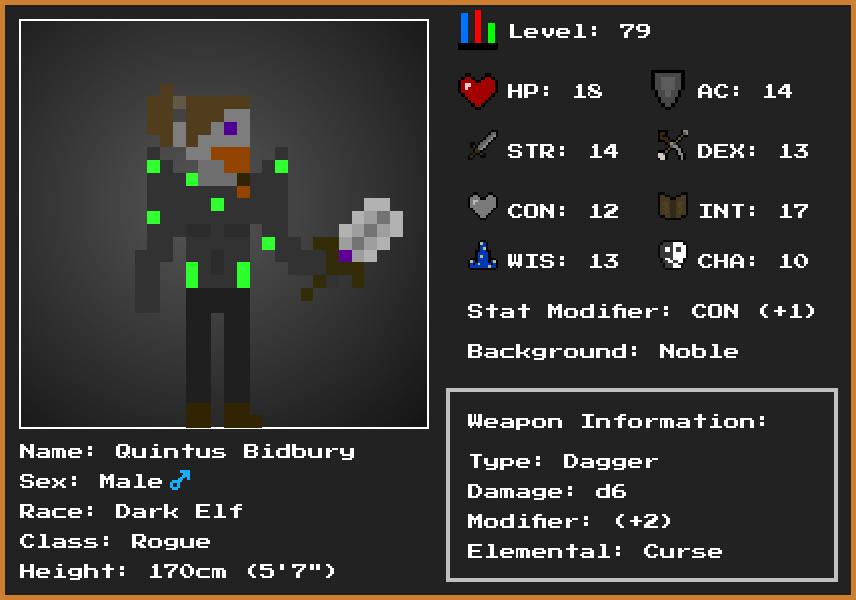 Level: 79
HP: 18 AC: 14
STR: 14 DEX: 13
CON: 12 INT: 17
WIS: 13 CHA: 10
Stat Modifier: CON (+1)
Background: Noble
Weapon Information:
Type: Dagger
Damage: d6
Modifier: (+2)
Elemental: Curse
Name: Quintus Bidbury
Sex: Male ♂
Race: Dark Elf
Class: Rogue
Height: 170cm (5'7")